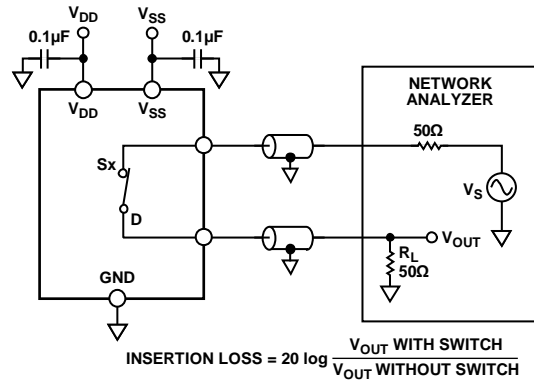 VDD
VSS
0.1µF
0.1µF
VDD
VSS
NETWORK
ANALYZER
50Ω
Sx
VS
D
VOUT
RL
50Ω
GND
INSERTION LOSS = 20 log VOUT WITH SWITCH
VOUT WITHOUT SWITCH